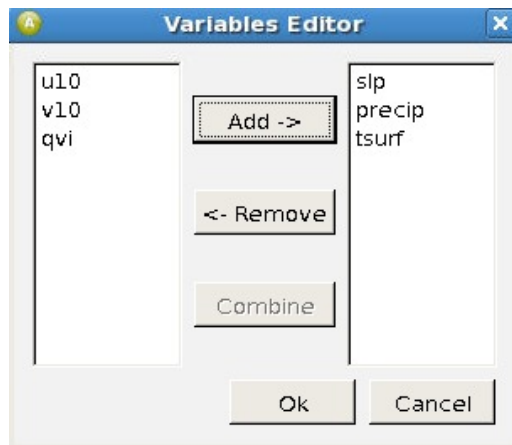 Variables Editor
u10
v10
qvi
Add ->
<- Remove
Combine
slp
precip
tsurf
Ok
Cancel